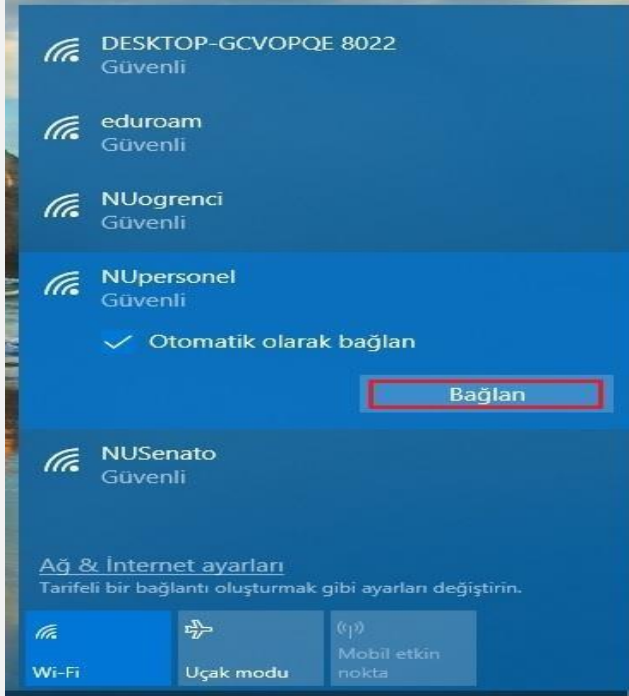 DESKTOP-GCVOPQE 8022
Güvenli
eduroam
Güvenli
NUogrenci
Güvenli
NUpersonel
Güvenli
Otomatik olarak bağlan
Bağlan
NUSenato
Güvenli
Ağ & İnternet ayarları
Tarifeli bir bağlantı oluşturmak gibi ayarları değiştirin.
Wi-Fi
Uçak modu
Mobil etkin
nokta